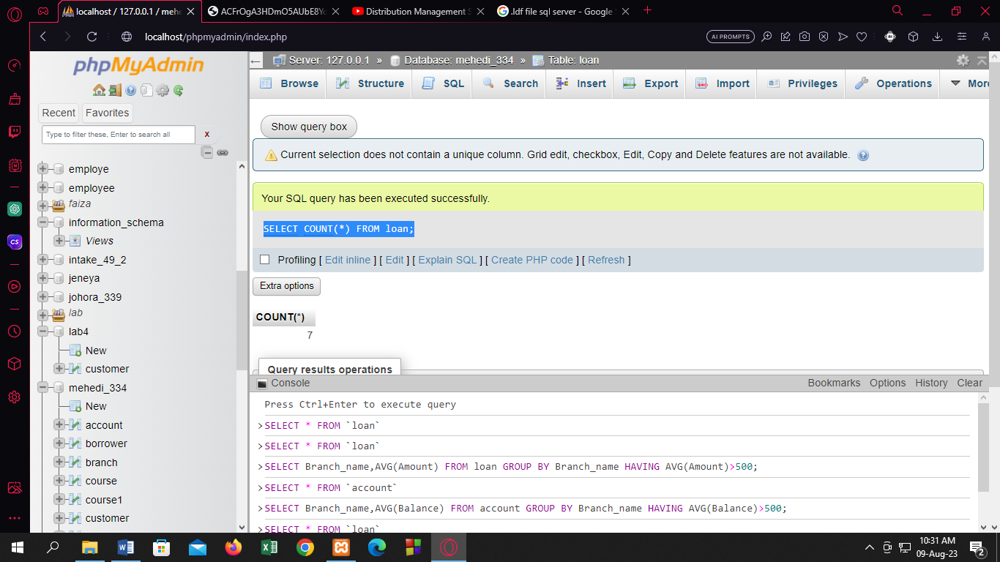 localhost / 127.0.0.1 / mehe
ACFrOgA3HDmO5AUbE8Yc
Distribution Management S
.ldf file sql server - Google S
localhost/phpmyadmin/index.php
AI PROMPTS
phpMyAdmin
Recent Favorites
Type to filter these, Enter to search all X
employe
employee
faiza
information_schema
Views
intake_49_2
jeneya
johora_339
lab
lab4
New
customer
mehedi_334
New
account
borrower
branch
course
course1
customer
Server: 127.0.0.1 » Database: mehedi_334 » Table: loan
Browse Structure SQL Search Insert Export Import Privileges Operations More
Show query box
Current selection does not contain a unique column. Grid edit, checkbox, Edit, Copy and Delete features are not available.
Your SQL query has been executed successfully.
SELECT COUNT(*) FROM loan;
Profiling [ Edit inline ] [ Edit ] [ Explain SQL ] [ Create PHP code ] [ Refresh ]
Extra options
COUNT(*)
7
Query results operations
Console Bookmarks Options History Clear
Press Ctrl+Enter to execute query
>SELECT * FROM `loan`
>SELECT * FROM `loan`
>SELECT Branch_name,AVG(Amount) FROM loan GROUP BY Branch_name HAVING AVG(Amount)>500;
>SELECT * FROM `account`
>SELECT Branch_name,AVG(Balance) FROM account GROUP BY Branch_name HAVING AVG(Balance)>500;
>SELECT * FROM `loan`
10:31 AM
09-Aug-23
2